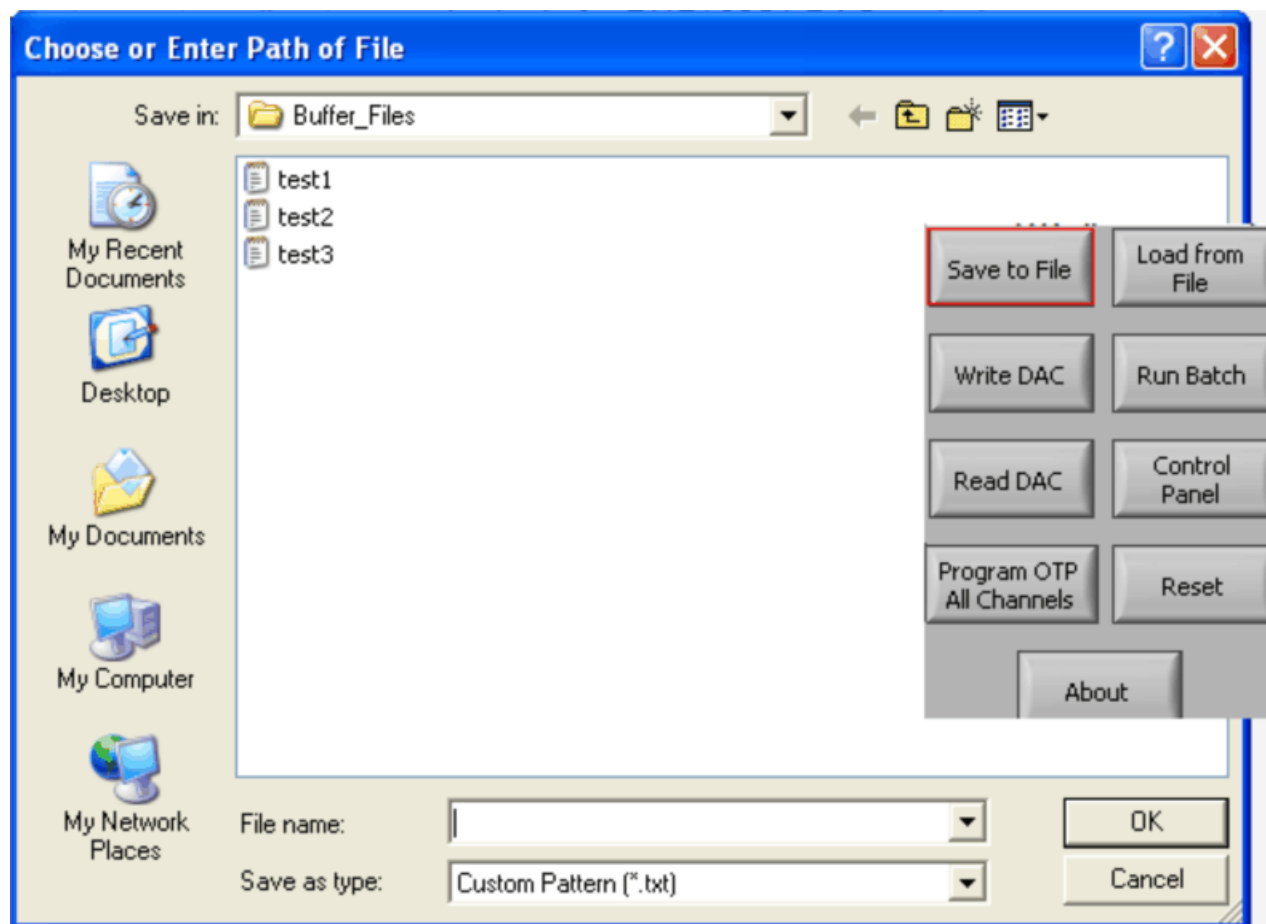 Choose or Enter Path of File
Save in:
Buffer_Files
test1
test2
test3
My Recent
Documents
Desktop
My Documents
My Computer
My Network
Places
Save to File
Load from
File
Write DAC
Run Batch
Read DAC
Control
Panel
Program OTP
All Channels
Reset
About
File name:
OK
Save as type:
Custom Pattern (*.txt)
Cancel